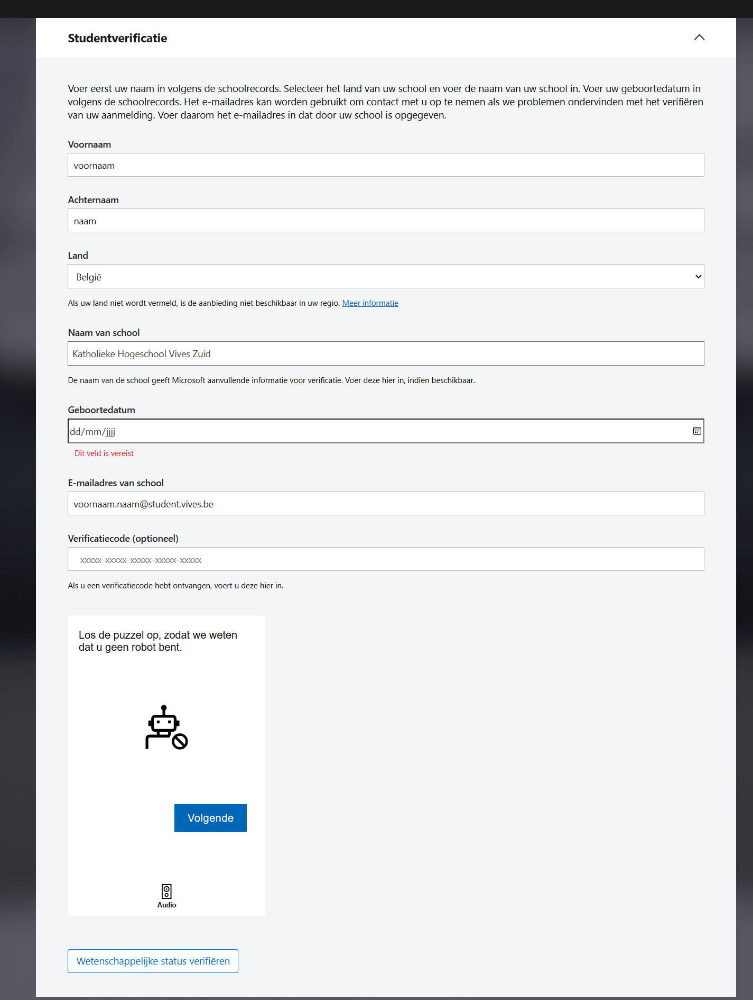 Studentverificatie
Voer eerst uw naam in volgens de schoolrecords. Selecteer het land van uw school en voer de naam van uw school in. Voer uw geboortedatum in
volgens de schoolrecords. Het e-mailadres kan worden gebruikt om contact met u op te nemen als we problemen ondervinden met het verifiëren
van uw aanmelding. Voer daarom het e-mailadres in dat door uw school is opgegeven.
Voornaam
voornaam
Achternaam
naam
Land
België
Als uw land niet wordt vermeld, is de aanbieding niet beschikbaar in uw regio. Meer informatie
Naam van school
Katholieke Hogeschool Vives Zuid
De naam van de school geeft Microsoft aanvullende informatie voor verificatie. Voer deze hier in, indien beschikbaar.
Geboortedatum
dd/mm/jjjj
Dit veld is vereist
E-mailadres van school
voornaam.naam@student.vives.be
Verificatiecode (optioneel)
xxxxx-xxxxx-xxxxx-xxxxx-xxxxx
Als u een verificatiecode hebt ontvangen, voert u deze hier in.
Los de puzzel op, zodat we weten
dat u geen robot bent.
Volgende
Audio
Wetenschappelijke status verifiëren